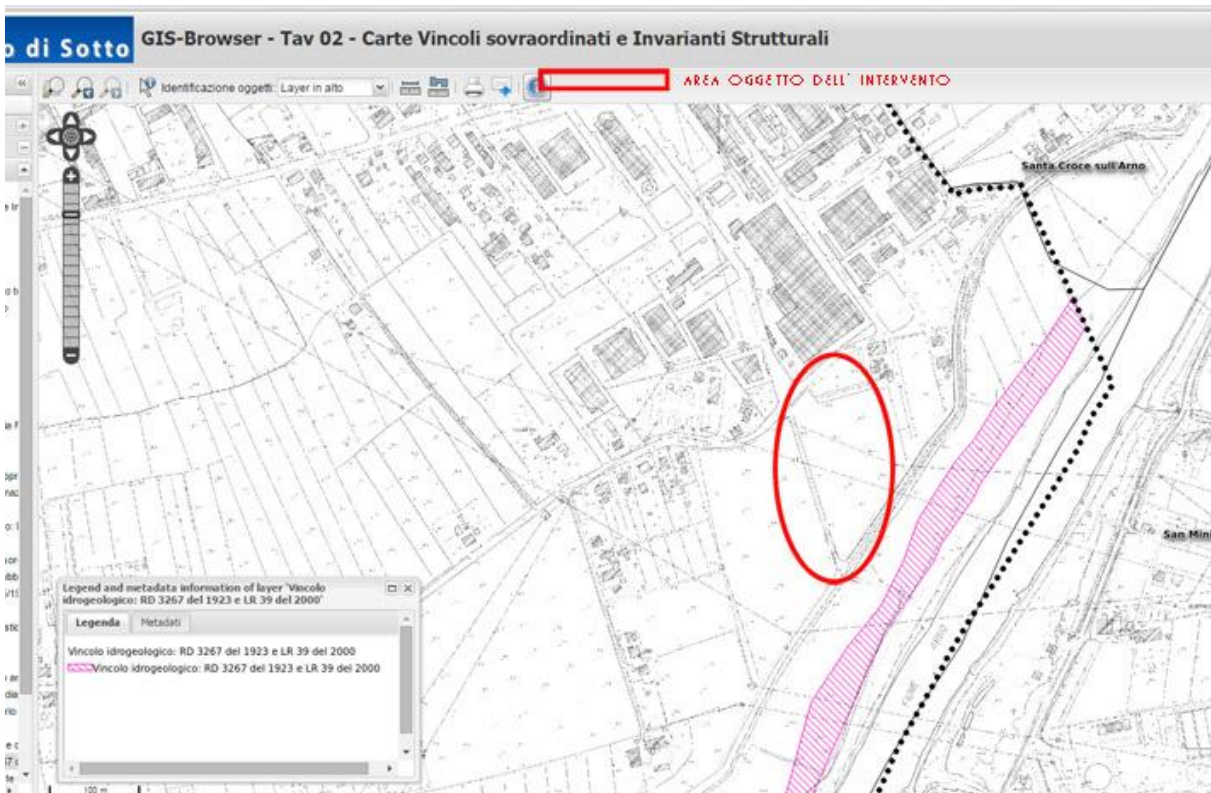 o di Sotto
GIS-Browser - Tav 02 - Carte Vincoli sovraordinati e Invarianti Strutturali
Identificazione oggetti: Layer in alto
AREA OGGETTO DELL' INTERVENTO
Santa Croce sull'Arno
San Mini
Legend and metadata information of layer 'Vincolo
idrogeologico: RD 3267 del 1923 e LR 39 del 2000'
Legenda Metadati
Vincolo idrogeologico: RD 3267 del 1923 e LR 39 del 2000
Vincolo idrogeologico: RD 3267 del 1923 e LR 39 del 2000
100 m